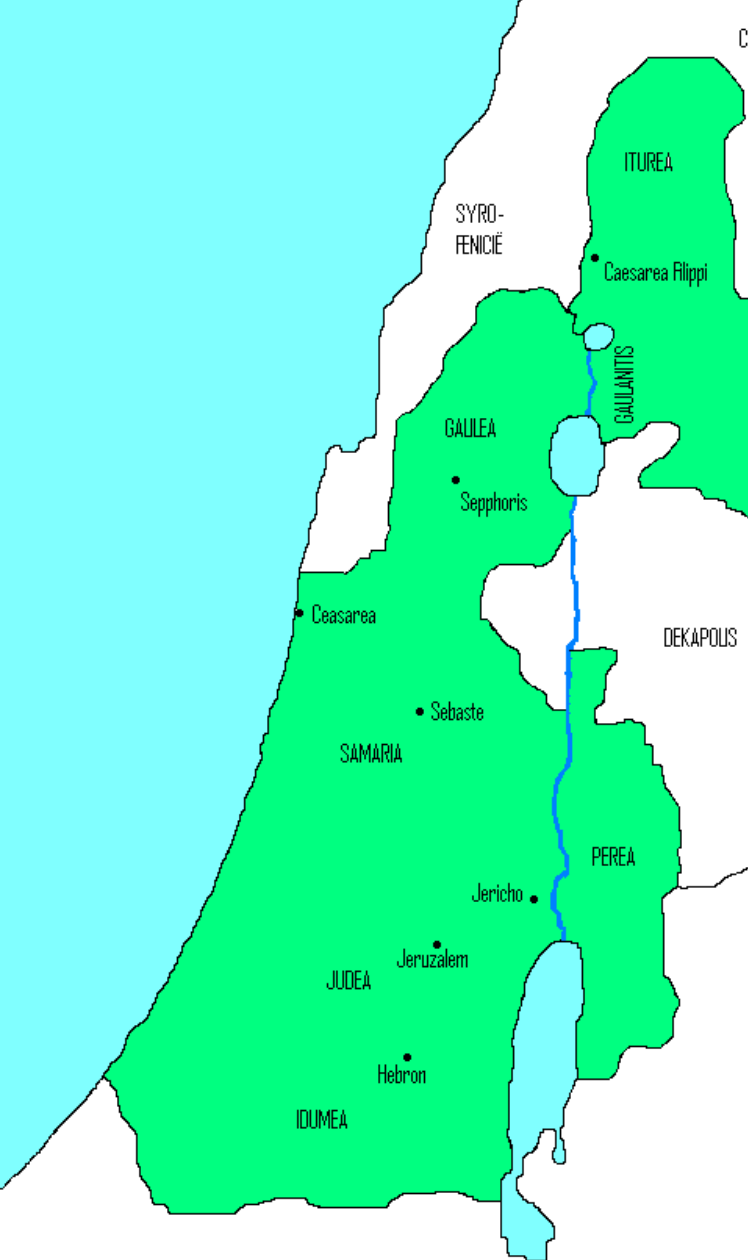 C
ITUREA
SYRO-
FENICIË
Caesarea Filippi
GAULANITIS
GALILEA
Sepphoris
Ceasarea
DEKAPOLIS
Sebaste
SAMARIA
PEREA
Jericho
Jeruzalem
JUDEA
Hebron
IDUMEA